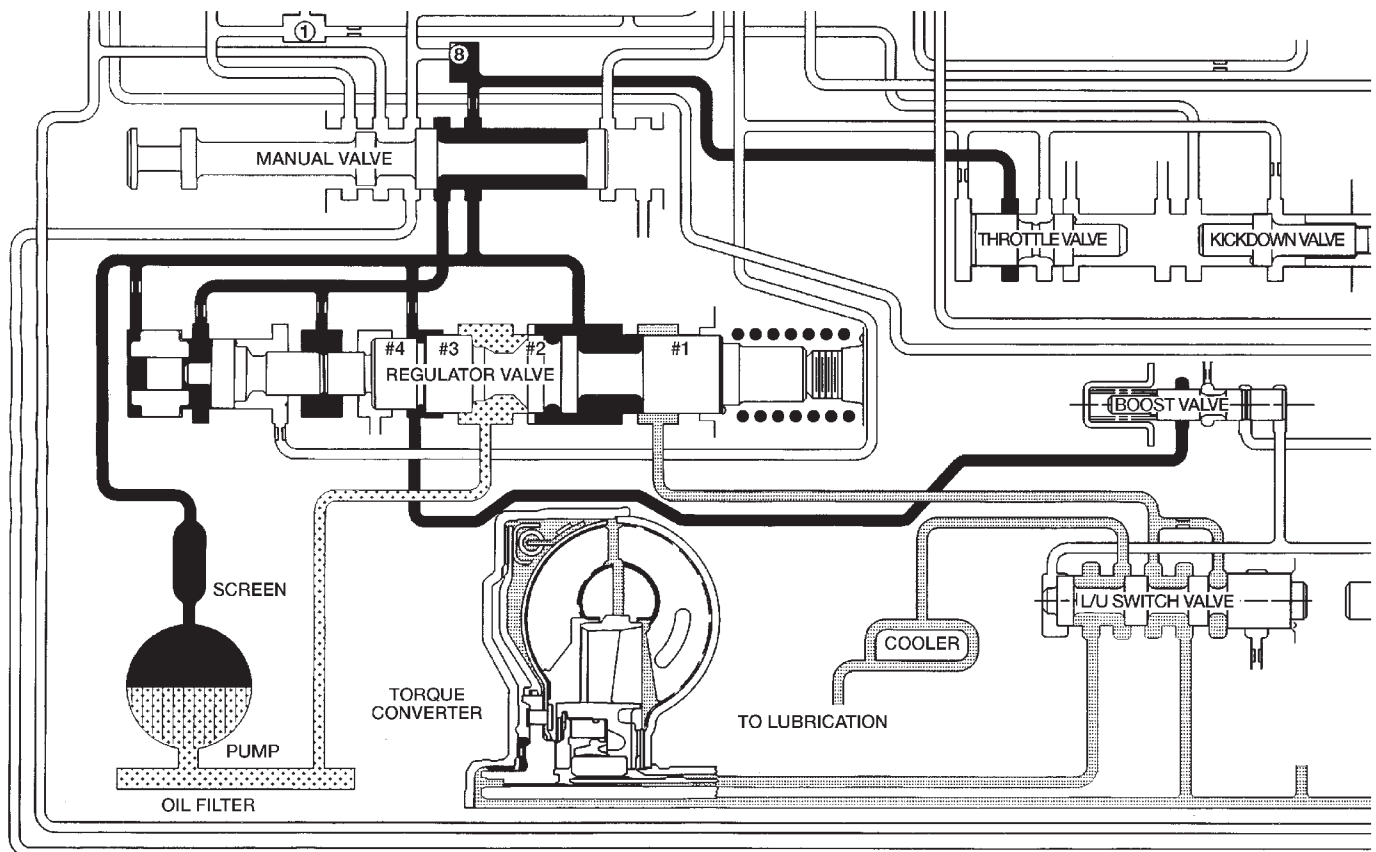 1
8
MANUAL VALVE
THROTTLE VALVE
KICKDOWN VALVE
#4
#3
#2
#1
REGULATOR VALVE
BOOST VALVE
SCREEN
L/U SWITCH VALVE
COOLER
TORQUE
CONVERTER
TO LUBRICATION
PUMP
OIL FILTER